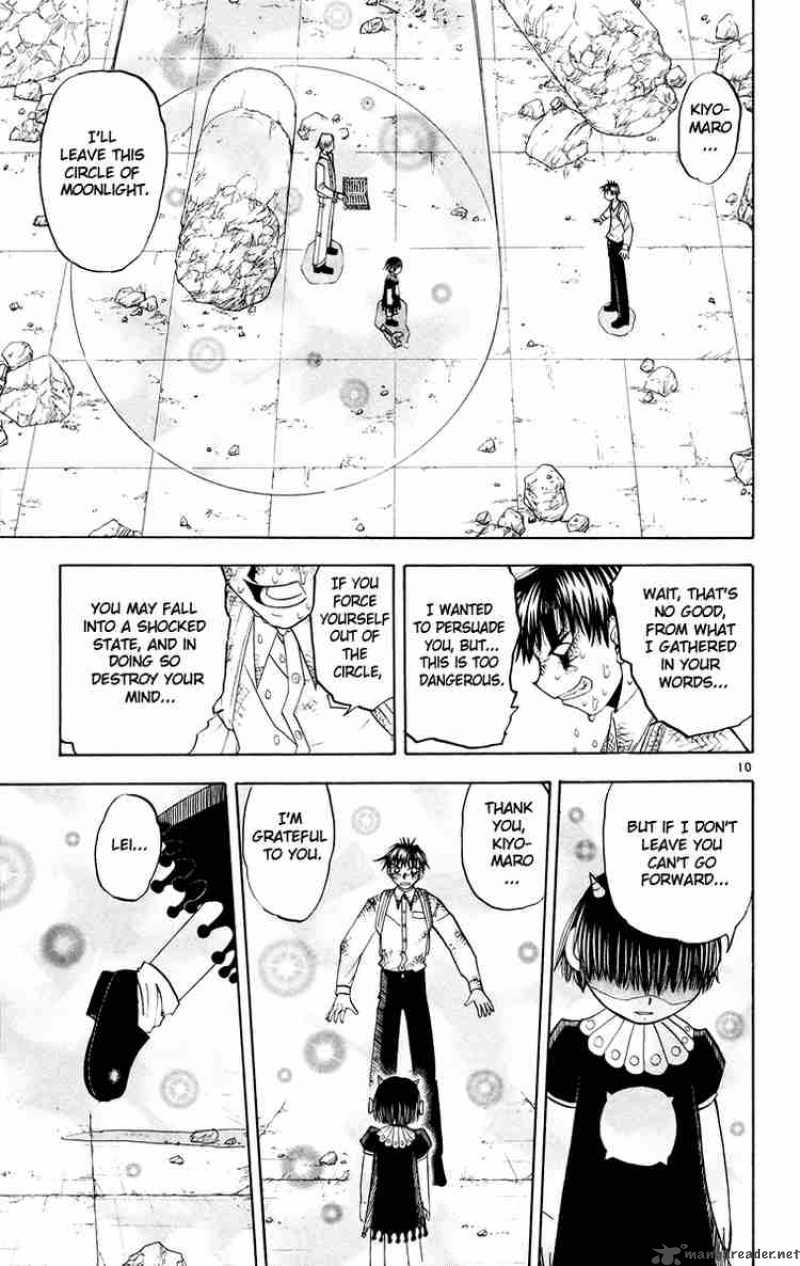 KIYO-
MARO
...
I'LL
LEAVE THIS
CIRCLE OF
MOONLIGHT.
WAIT, THAT'S
NO GOOD,
FROM WHAT
I GATHERED
IN YOUR
WORDS...
I WANTED
TO PERSUADE
YOU, BUT...
THIS IS TOO
DANGEROUS.
IF YOU
FORCE
YOURSELF
OUT OF
THE
CIRCLE,
YOU MAY FALL
INTO A SHOCKED
STATE, AND IN
DOING SO
DESTROY YOUR
MIND...
10
BUT IF I DON'T
LEAVE YOU
CAN'T GO
FORWARD...
THANK
YOU,
KIYO-
MARO
...
I'M
GRATEFUL
TO YOU.
LEI...
mangareader.net